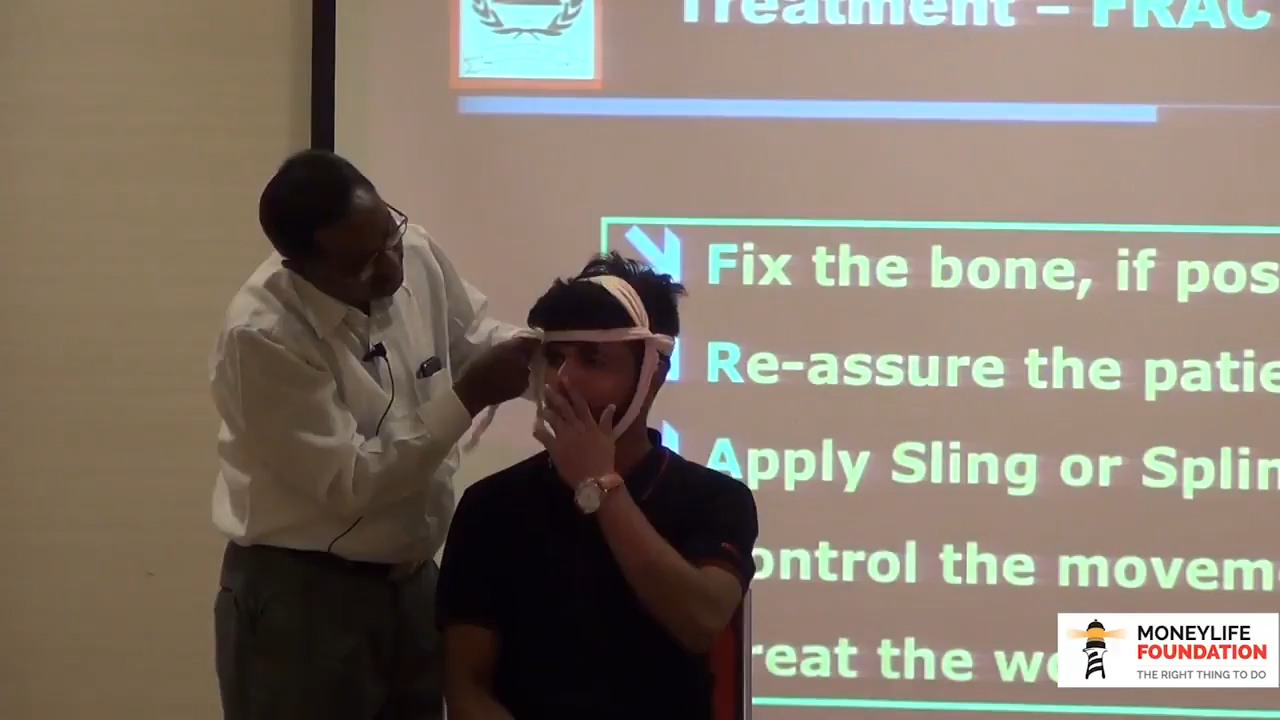 Treatment – FRAC
Fix the bone, if pos
Re-assure the patie
Apply Sling or Splin
ontrol the movem
reat the wo
MONEYLIFE
FOUNDATION
THE RIGHT THING TO DO